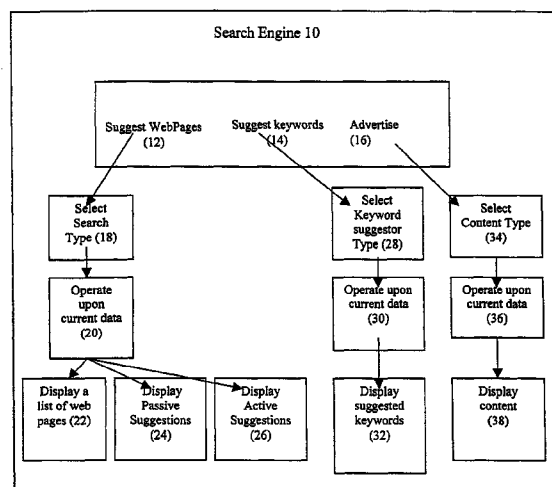 Search Engine 10
Suggest WebPages
(12)
Suggest keywords
(14)
Advertise
(16)
Select
Search
Type (18)
Select
Keyword
suggestor
Type (28)
Select
Content Type
(34)
Operate
upon
current data
(20)
Operate upon
current data
(30)
Operate upon
current data
(36)
Display a
list of web
pages (22)
Display
Passive
Suggestions
(24)
Display
Active
Suggestions
(26)
Display
suggested
keywords
(32)
Display
content
(38)